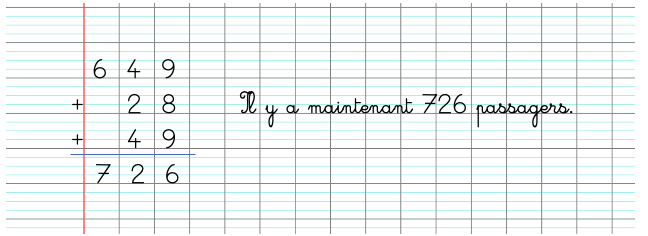 6 4 9
+ 2 8 Il y a maintenant 726 passagers.
+ 4 9
7 2 6